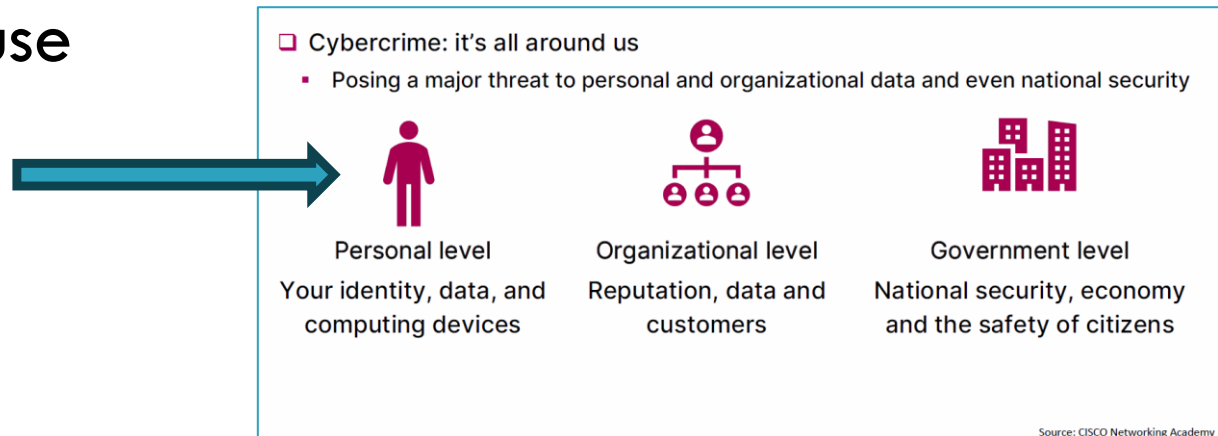 use
Cybercrime: it's all around us
Posing a major threat to personal and organizational data and even national security
Personal level
Your identity, data, and
computing devices
Organizational level
Reputation, data and
customers
Government level
National security, economy
and the safety of citizens
Source: CISCO Networking Academy